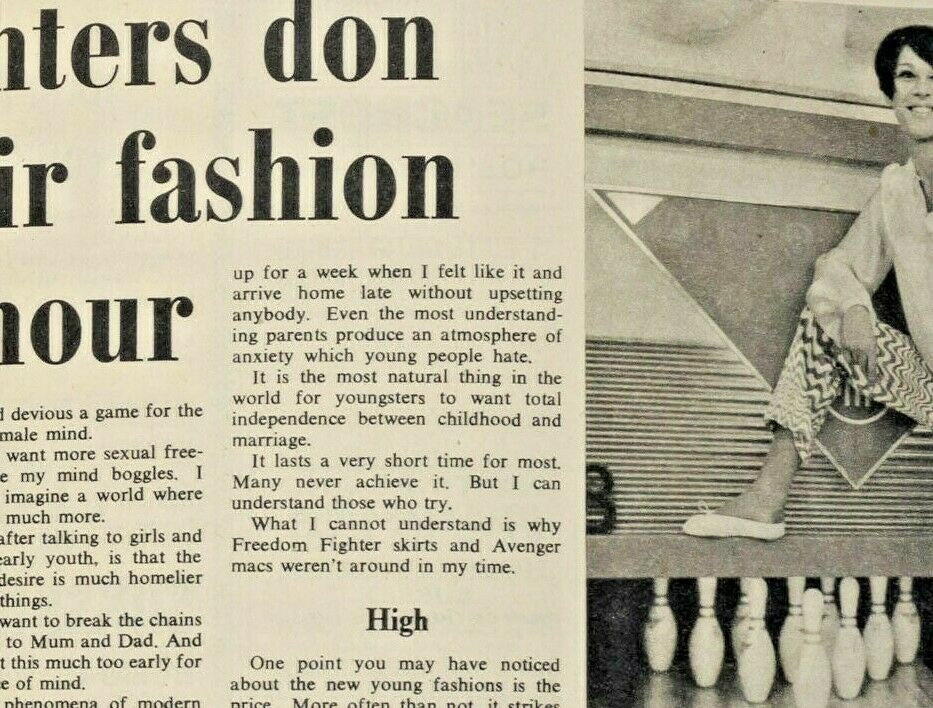 nters don
ir fashion
nour
d devious a game for the
male mind.
want more sexual free-
e my mind boggles. I
imagine a world where
much more.
after talking to girls and
early youth, is that the
desire is much homelier
things.
want to break the chains
to Mum and Dad. And
t this much too early for
e of mind.
phenomena of modern
up for a week when I felt like it and
arrive home late without upsetting
anybody. Even the most understand-
ing parents produce an atmosphere of
anxiety which young people hate.
It is the most natural thing in the
world for youngsters to want total
independence between childhood and
marriage.
It lasts a very short time for most.
Many never achieve it. But I can
understand those who try.
What I cannot understand is why
Freedom Fighter skirts and Avenger
macs weren't around in my time.
High
One point you may have noticed
about the new young fashions is the
price. More often than not, it strikes